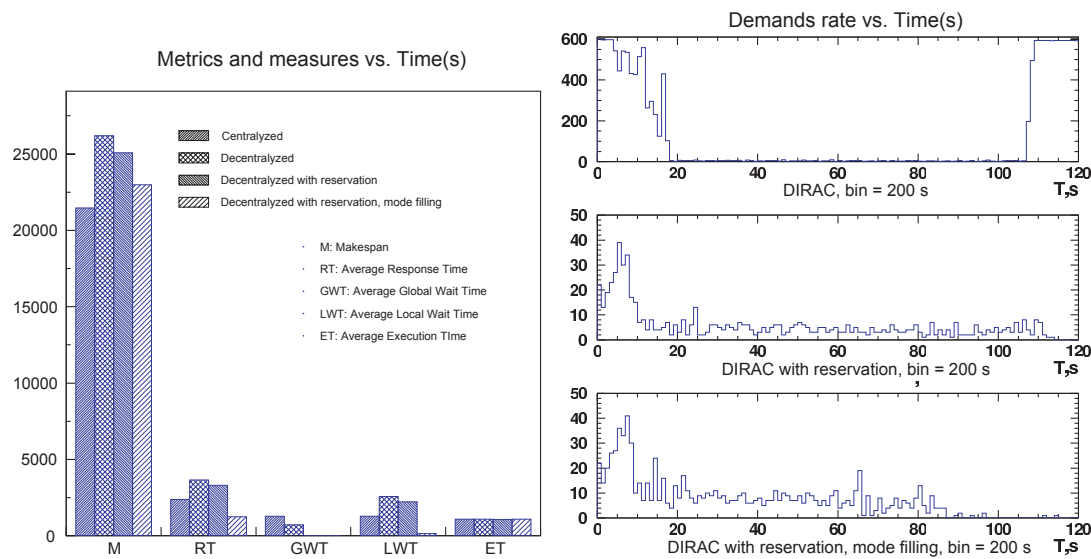 Metrics and measures vs. Time(s)
25000
20000
15000
10000
5000
0
Centralyzed
Decentralyzed
Decentralyzed with reservation
Decentralyzed with reservation, mode filling
· M: Makespan
· RT: Average Response Time
· GWT: Average Global Wait Time
· LWT: Average Local Wait Time
· ET: Average Execution TIme
M RT GWT LWT ET
Demands rate vs. Time(s)
600
400
200
0
0 20 40 60 80 100 120
DIRAC, bin = 200 s T,s
50
40
30
20
10
0
0 20 40 60 80 100 120
DIRAC with reservation, bin = 200 s T,s
,
50
40
30
20
10
0
0 20 40 60 80 100 120
DIRAC with reservation, mode filling, bin = 200 s T,s